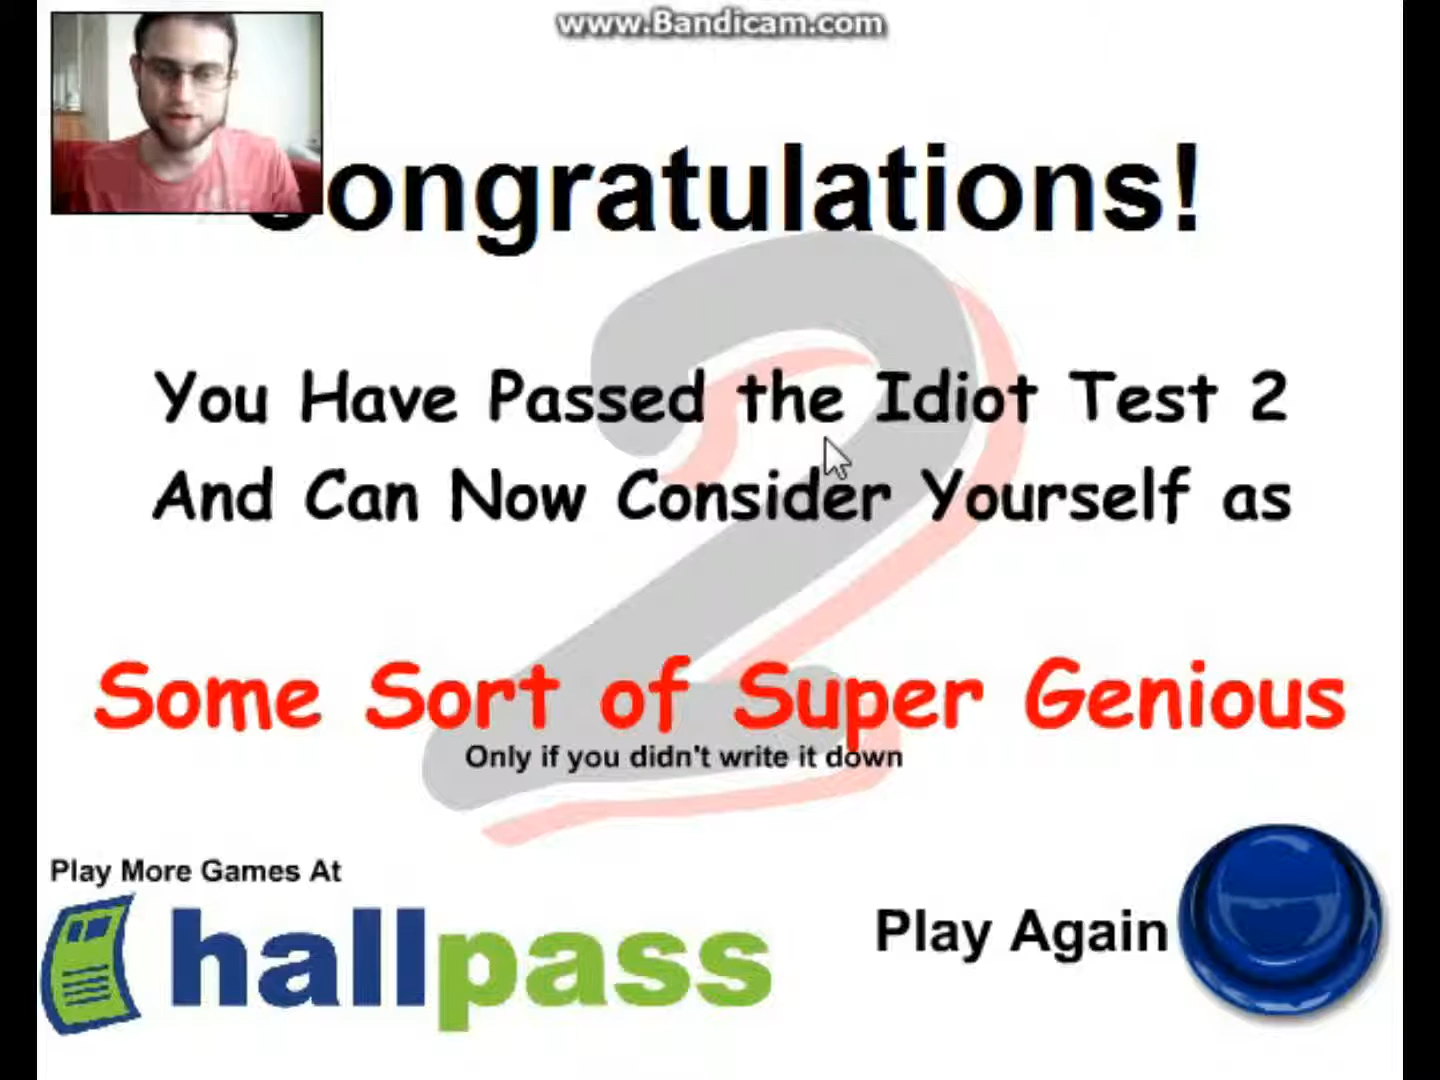 www.Bandicam.com
Congratulations!
You Have Passed the Idiot Test 2
And Can Now Consider Yourself as
Some Sort of Super Genious
Only if you didn't write it down
Play More Games At
hallpass
Play Again